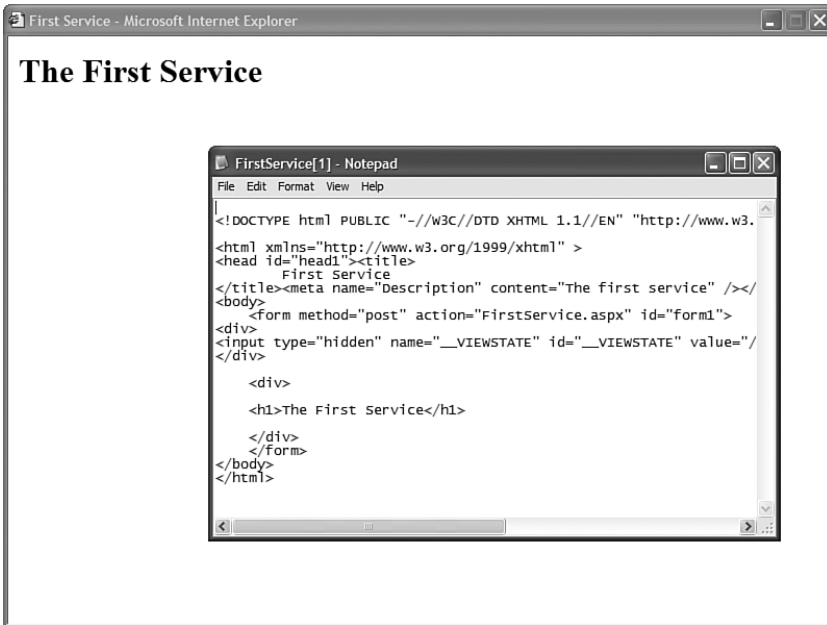 First Service - Microsoft Internet Explorer
The First Service
FirstService[1] - Notepad
File Edit Format View Help
<!DOCTYPE html PUBLIC "-//W3C//DTD XHTML 1.1//EN" "http://www.w3.
<html xmlns="http://www.w3.org/1999/xhtml" >
<head id="head1"><title>
        First Service
</title><meta name="Description" content="The first service" /></
<body>
    <form method="post" action="FirstService.aspx" id="form1">
<div>
<input type="hidden" name="__VIEWSTATE" id="__VIEWSTATE" value="/
</div>
    <div>
    <h1>The First Service</h1>
    </div>
    </form>
</body>
</html>